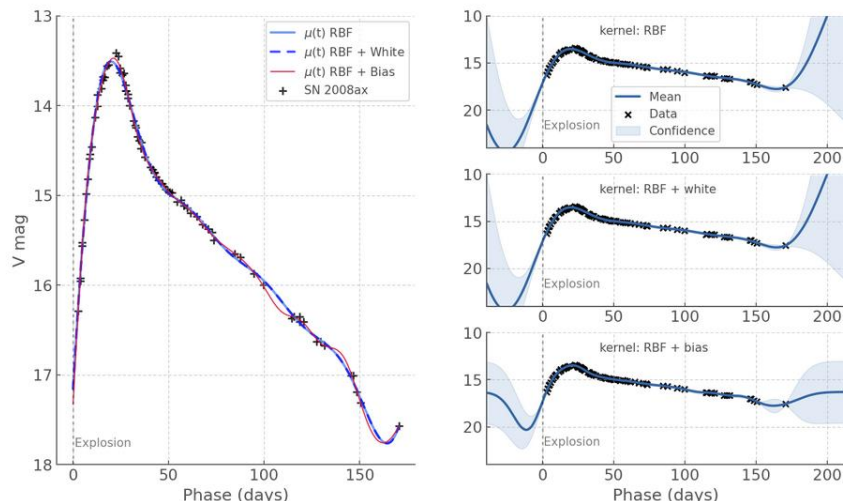 13
14
15
16
17
18
V mag
0
50
100
150
Phase (days)
μ(t) RBF
μ(t) RBF + White
μ(t) RBF + Bias
SN 2008ax
Explosion
10
15
20
kernel: RBF
Mean
Data
Confidence
Explosion
0
50
100
150
200
10
15
20
kernel: RBF + white
Explosion
0
50
100
150
200
10
15
20
kernel: RBF + bias
Explosion
0
50
100
150
200
Phase (days)